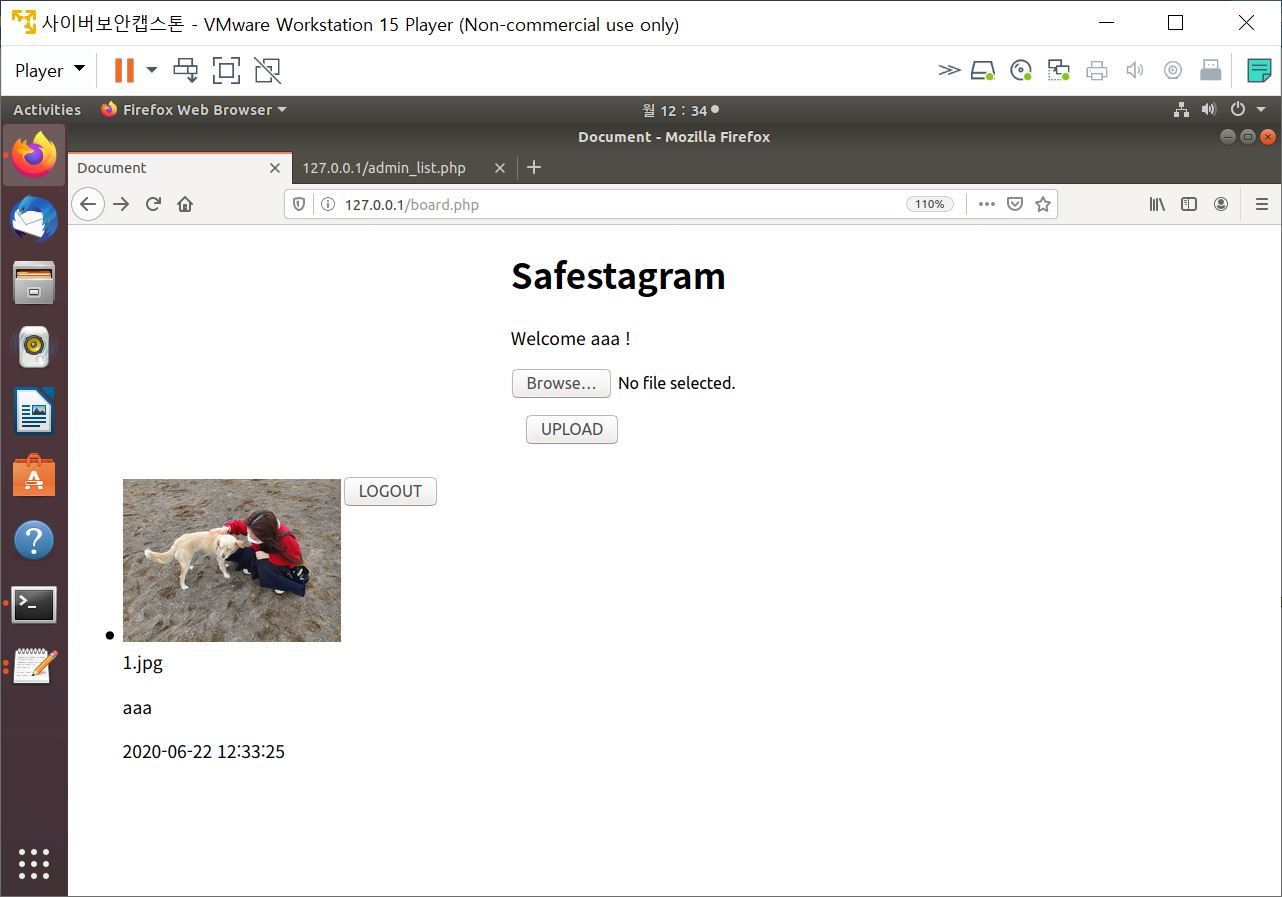 사이버보안캡스톤 - VMware Workstation 15 Player (Non-commercial use only)
Player
Activities
Firefox Web Browser
월 12 : 34
Document - Mozilla Firefox
Document
127.0.0.1/admin_list.php
127.0.0.1/board.php
110%
Safestagram
Welcome aaa !
Browse... No file selected.
UPLOAD
LOGOUT
1.jpg
aaa
2020-06-22 12:33:25